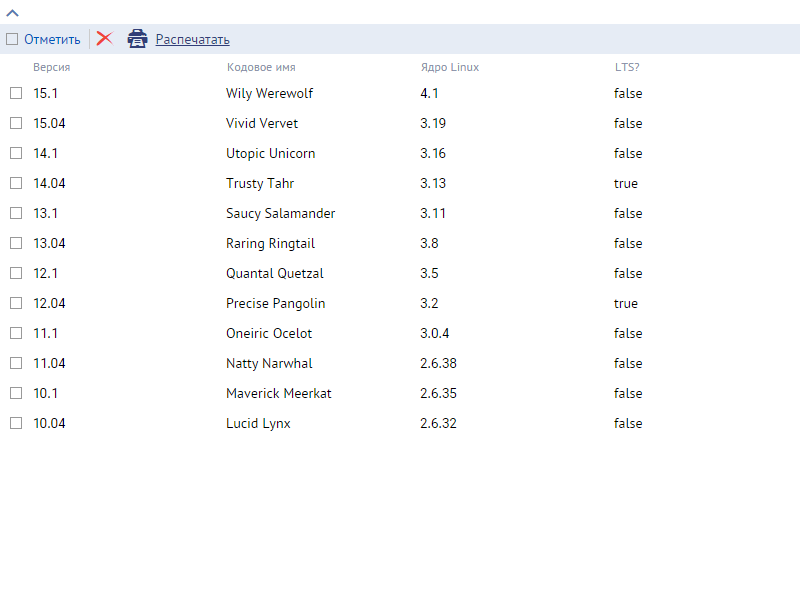 Отметить Распечатать
Версия Кодовое имя Ядро Linux LTS?
15.1 Wily Werewolf 4.1 false
15.04 Vivid Vervet 3.19 false
14.1 Utopic Unicorn 3.16 false
14.04 Trusty Tahr 3.13 true
13.1 Saucy Salamander 3.11 false
13.04 Raring Ringtail 3.8 false
12.1 Quantal Quetzal 3.5 false
12.04 Precise Pangolin 3.2 true
11.1 Oneiric Ocelot 3.0.4 false
11.04 Natty Narwhal 2.6.38 false
10.1 Maverick Meerkat 2.6.35 false
10.04 Lucid Lynx 2.6.32 false